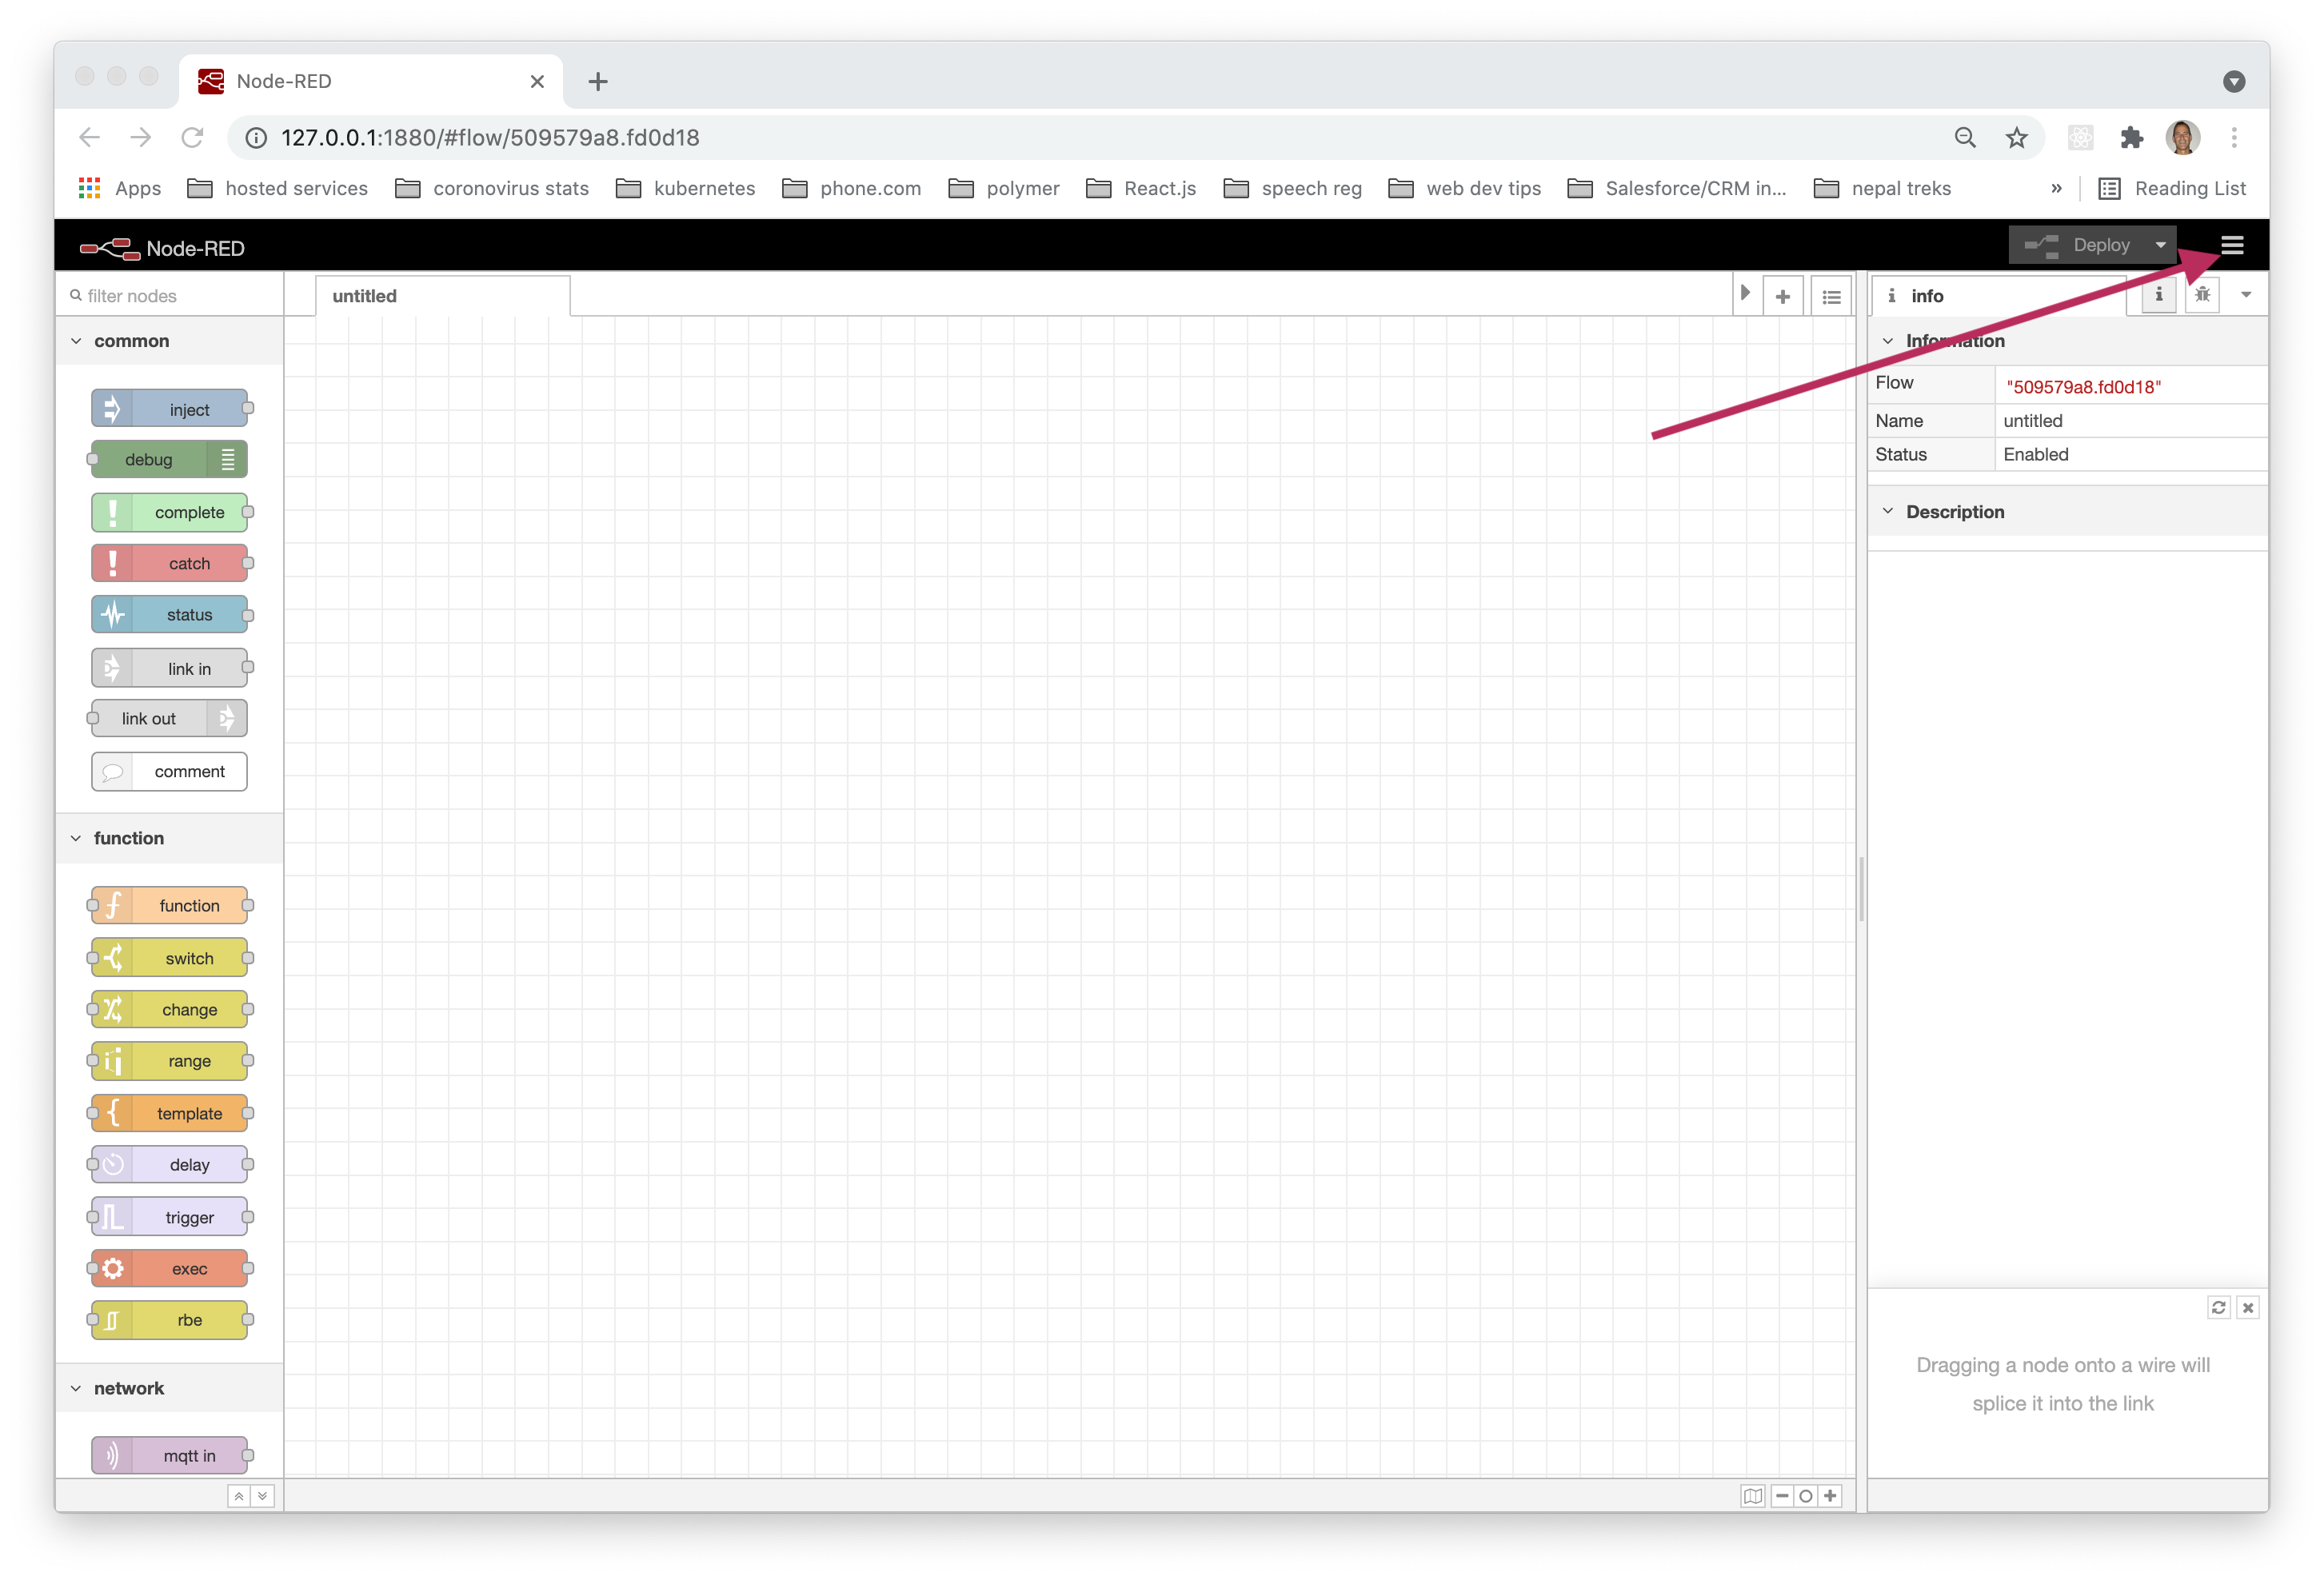 Node-RED
127.0.0.1:1880/#flow/509579a8.fd0d18
Apps hosted services coronovirus stats kubernetes phone.com polymer React.js speech reg web dev tips Salesforce/CRM in... nepal treks » Reading List
Node-RED Deploy
filter nodes
untitled
info
common
inject
debug
complete
catch
status
link in
link out
comment
function
function
switch
change
range
template
delay
trigger
exec
rbe
network
mqtt in
Information
Flow "509579a8.fd0d18"
Name untitled
Status Enabled
Description
Dragging a node onto a wire will
splice it into the link